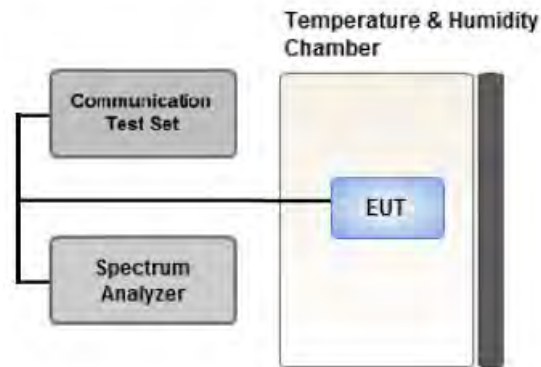 Temperature & Humidity
Chamber
Communication
Test Set
EUT
Spectrum
Analyzer